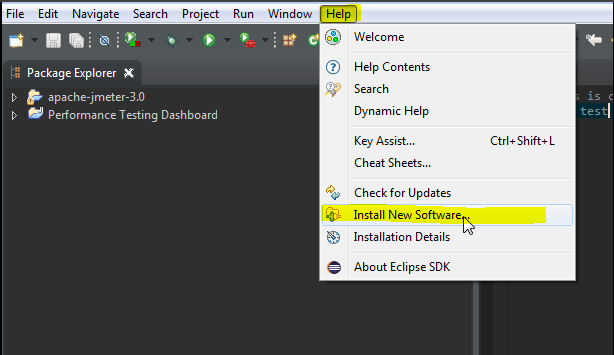 File Edit Navigate Search Project Run Window Help
Welcome
Package Explorer
Help Contents
s is
apache-jmeter-3.0
Search
test
Performance Testing Dashboard
Dynamic Help
Key Assist... Ctrl+Shift+L
Cheat Sheets...
Check for Updates
Install New Software...
Installation Details
About Eclipse SDK